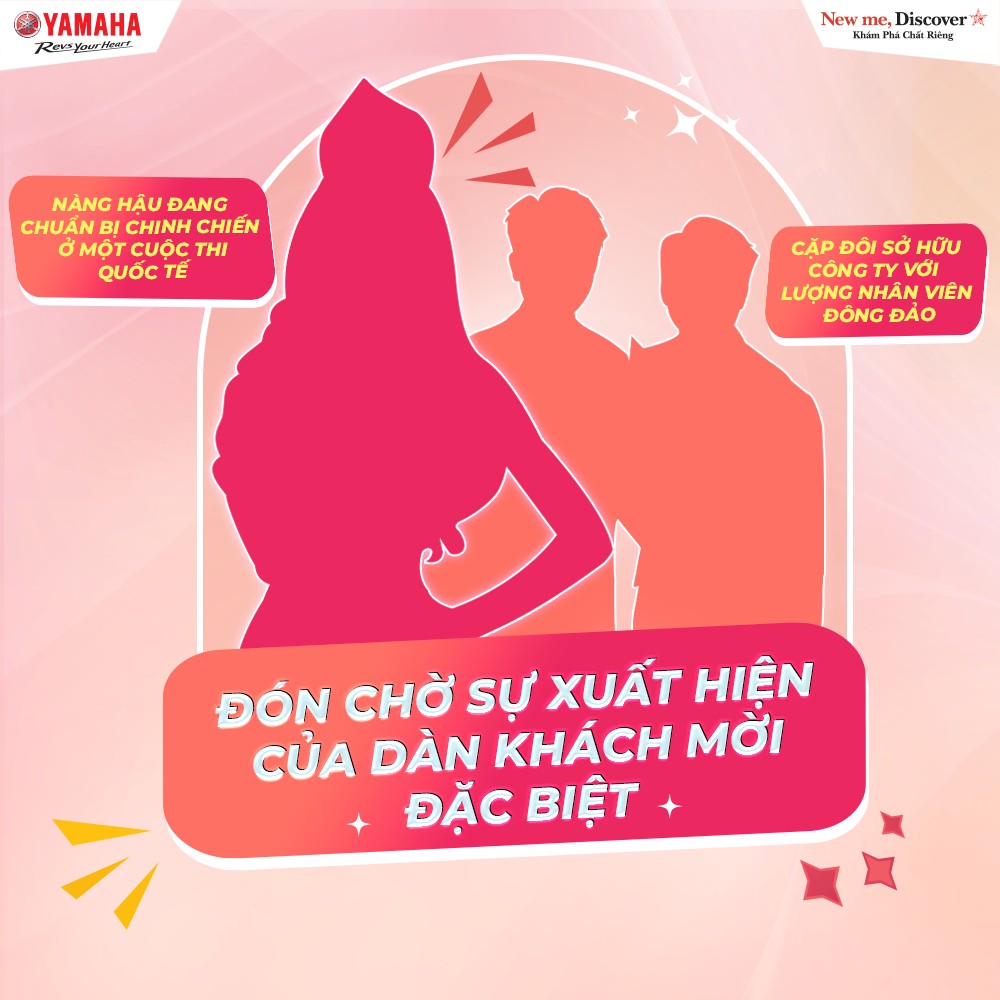 YAMAHA
Revs Your Heart
New me, Discover
Khám Phá Chất Riêng
NÀNG HẬU ĐANG
CHUẨN BỊ CHINH CHIẾN
Ở MỘT CUỘC THI
QUỐC TẾ
CẶP ĐÔI SỞ HỮU
CÔNG TY VỚI
LƯỢNG NHÂN VIÊN
ĐÔNG ĐẢO
ĐÓN CHỜ SỰ XUẤT HIỆN
CỦA DÀN KHÁCH MỜI
ĐẶC BIỆT